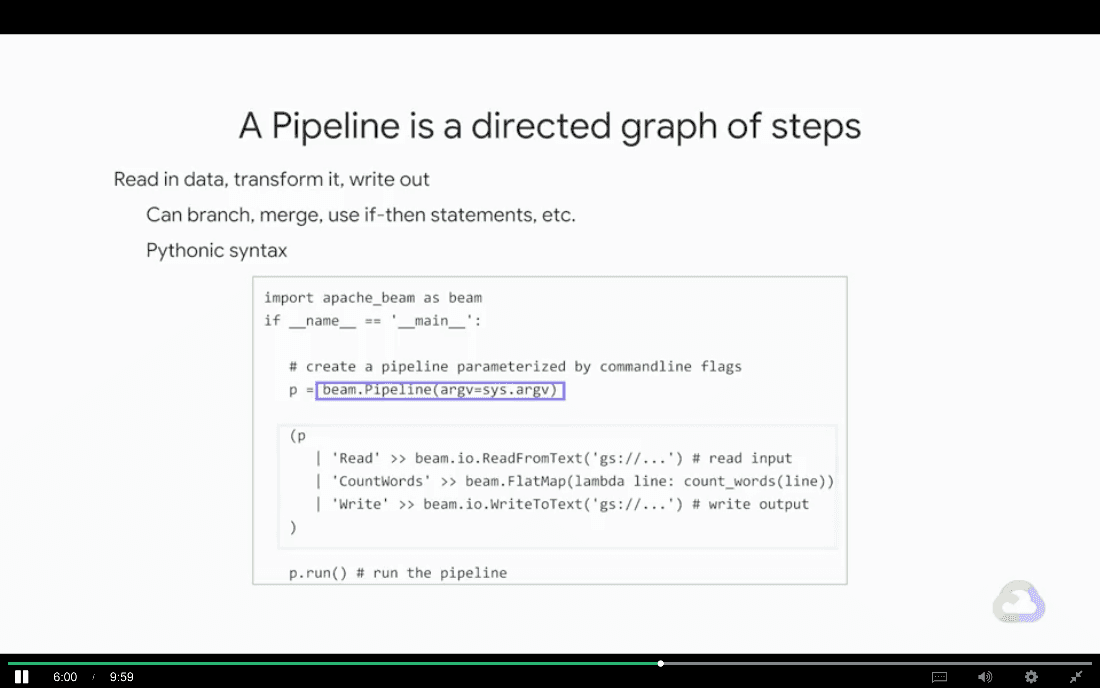 A Pipeline is a directed graph of steps
Read in data, transform it, write out
Can branch, merge, use if-then statements, etc.
Pythonic syntax
import apache_beam as beam
if __name__ == '__main__':
# create a pipeline parameterized by commandline flags
p = beam.Pipeline(argv=sys.argv)
(p
| 'Read' >> beam.io.ReadFromText('gs://...') # read input
| 'CountWords' >> beam.FlatMap(lambda line: count_words(line))
| 'Write' >> beam.io.WriteToText('gs://...') # write output
)
p.run() # run the pipeline
6:00 / 9:59